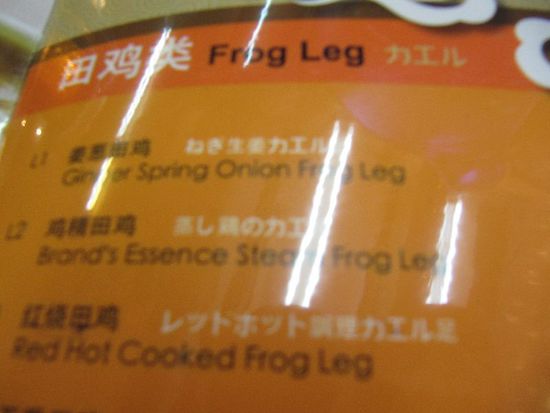 田鸡类 Frog Leg カエル
L1 姜葱田鸡 ねぎ生姜カエル
Ginger Spring Onion Frog Leg
L2 鸡精田鸡 蒸し鶏のカエ
Brand's Essence Steam Frog Leg
红烧母鸡 レットホット調理カエル足
Red Hot Cooked Frog Leg